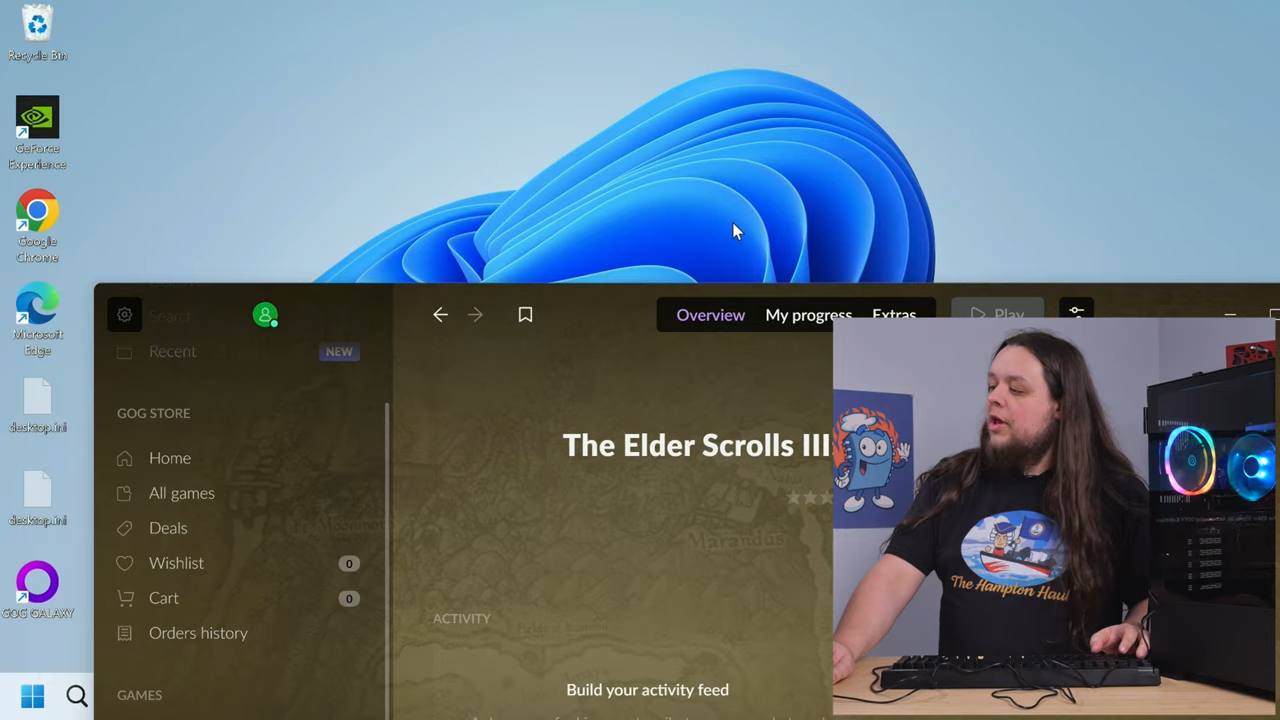 Recycle Bin
GeForce
Experience
Google
Chrome
Microsoft
Edge
desktop.ini
desktop.ini
GOG GALAXY
Search
Recent
NEW
GOG STORE
Home
All games
Deals
Wishlist
0
Cart
0
Orders history
GAMES
Overview
My progress
Extras
Play
The Elder Scrolls III
Marandus
ACTIVITY
Build your activity feed
The Hampton Haul